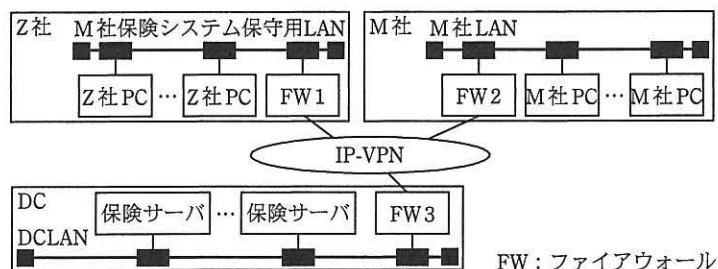 Z社 M社保険システム保守用LAN
Z社PC … Z社PC FW1
M社 M社LAN
FW2 M社PC … M社PC
IP-VPN
DC 保険サーバ … 保険サーバ FW3
DCLAN
FW:ファイアウォール